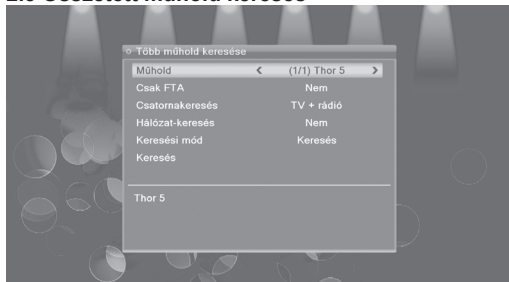 Több műhold keresése
Műhold (1/1) Thor 5
Csak FTA Nem
Csatornakeresés TV + rádió
Hálózat-keresés Nem
Keresési mód Keresés
Keresés
Thor 5